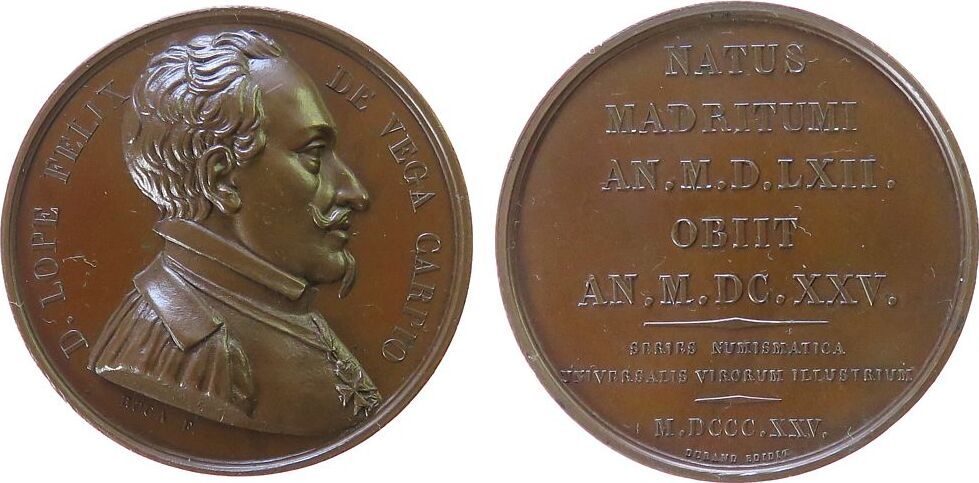 D. LOPE FELIX DE VEGA CARPIO
ROCA F.
NATUS
MADRITUMI
AN. M. D. LXII.
OBIIT
AN. M. DC. XXV.
SERIES NUMISMATICA
UNIVERSALIS VIRORUM ILLUSTRIUM
M. DCCC. XXV.
DURAND EDIDIT